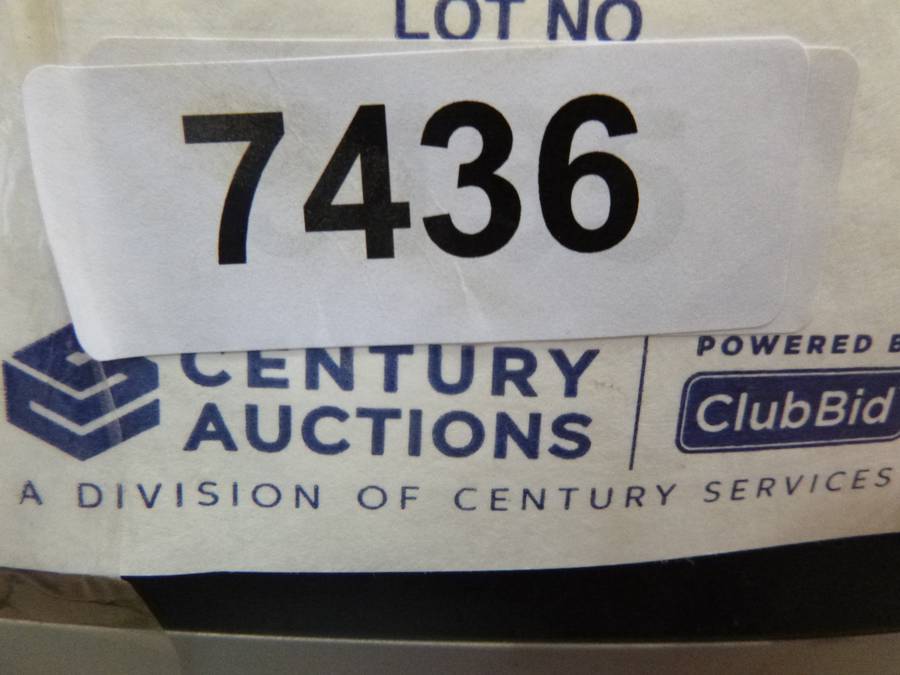 LOT NO
7436
CENTURY
AUCTIONS
POWERED B
ClubBid
A DIVISION OF CENTURY SERVICES